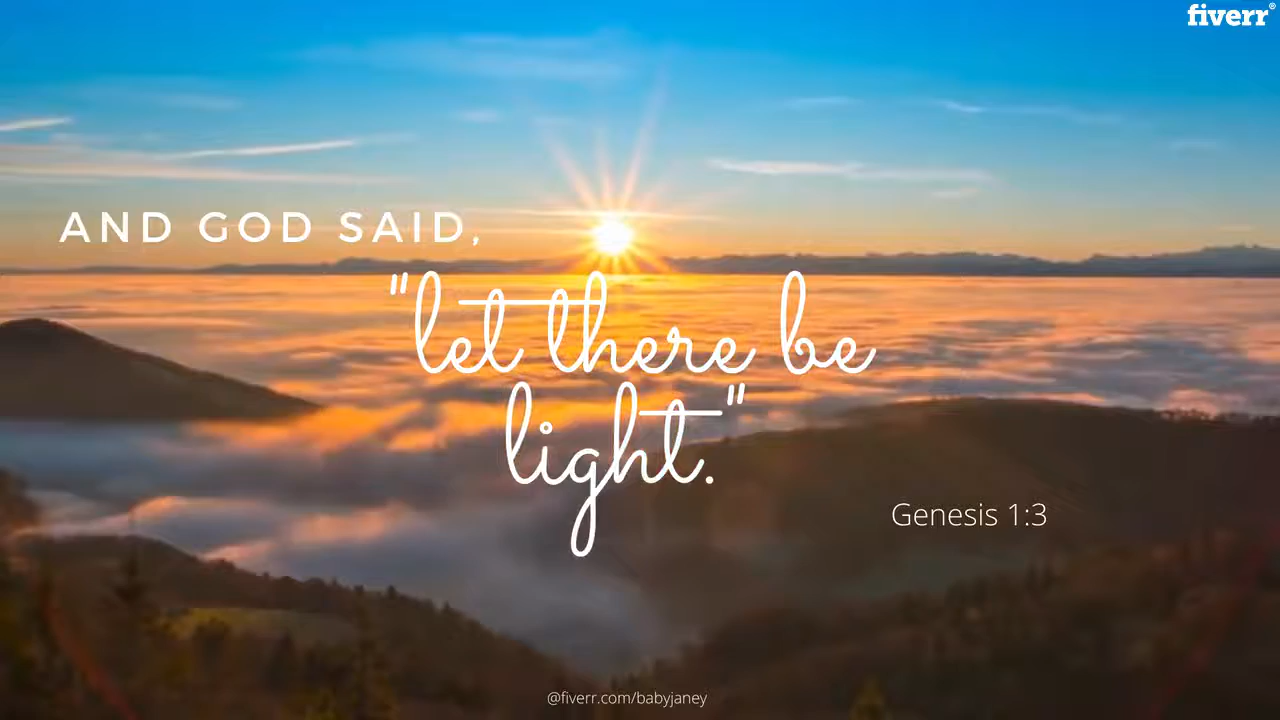 fiverr®
AND GOD SAID,
"let there be
light."
Genesis 1:3
@fiverr.com/babyjaney